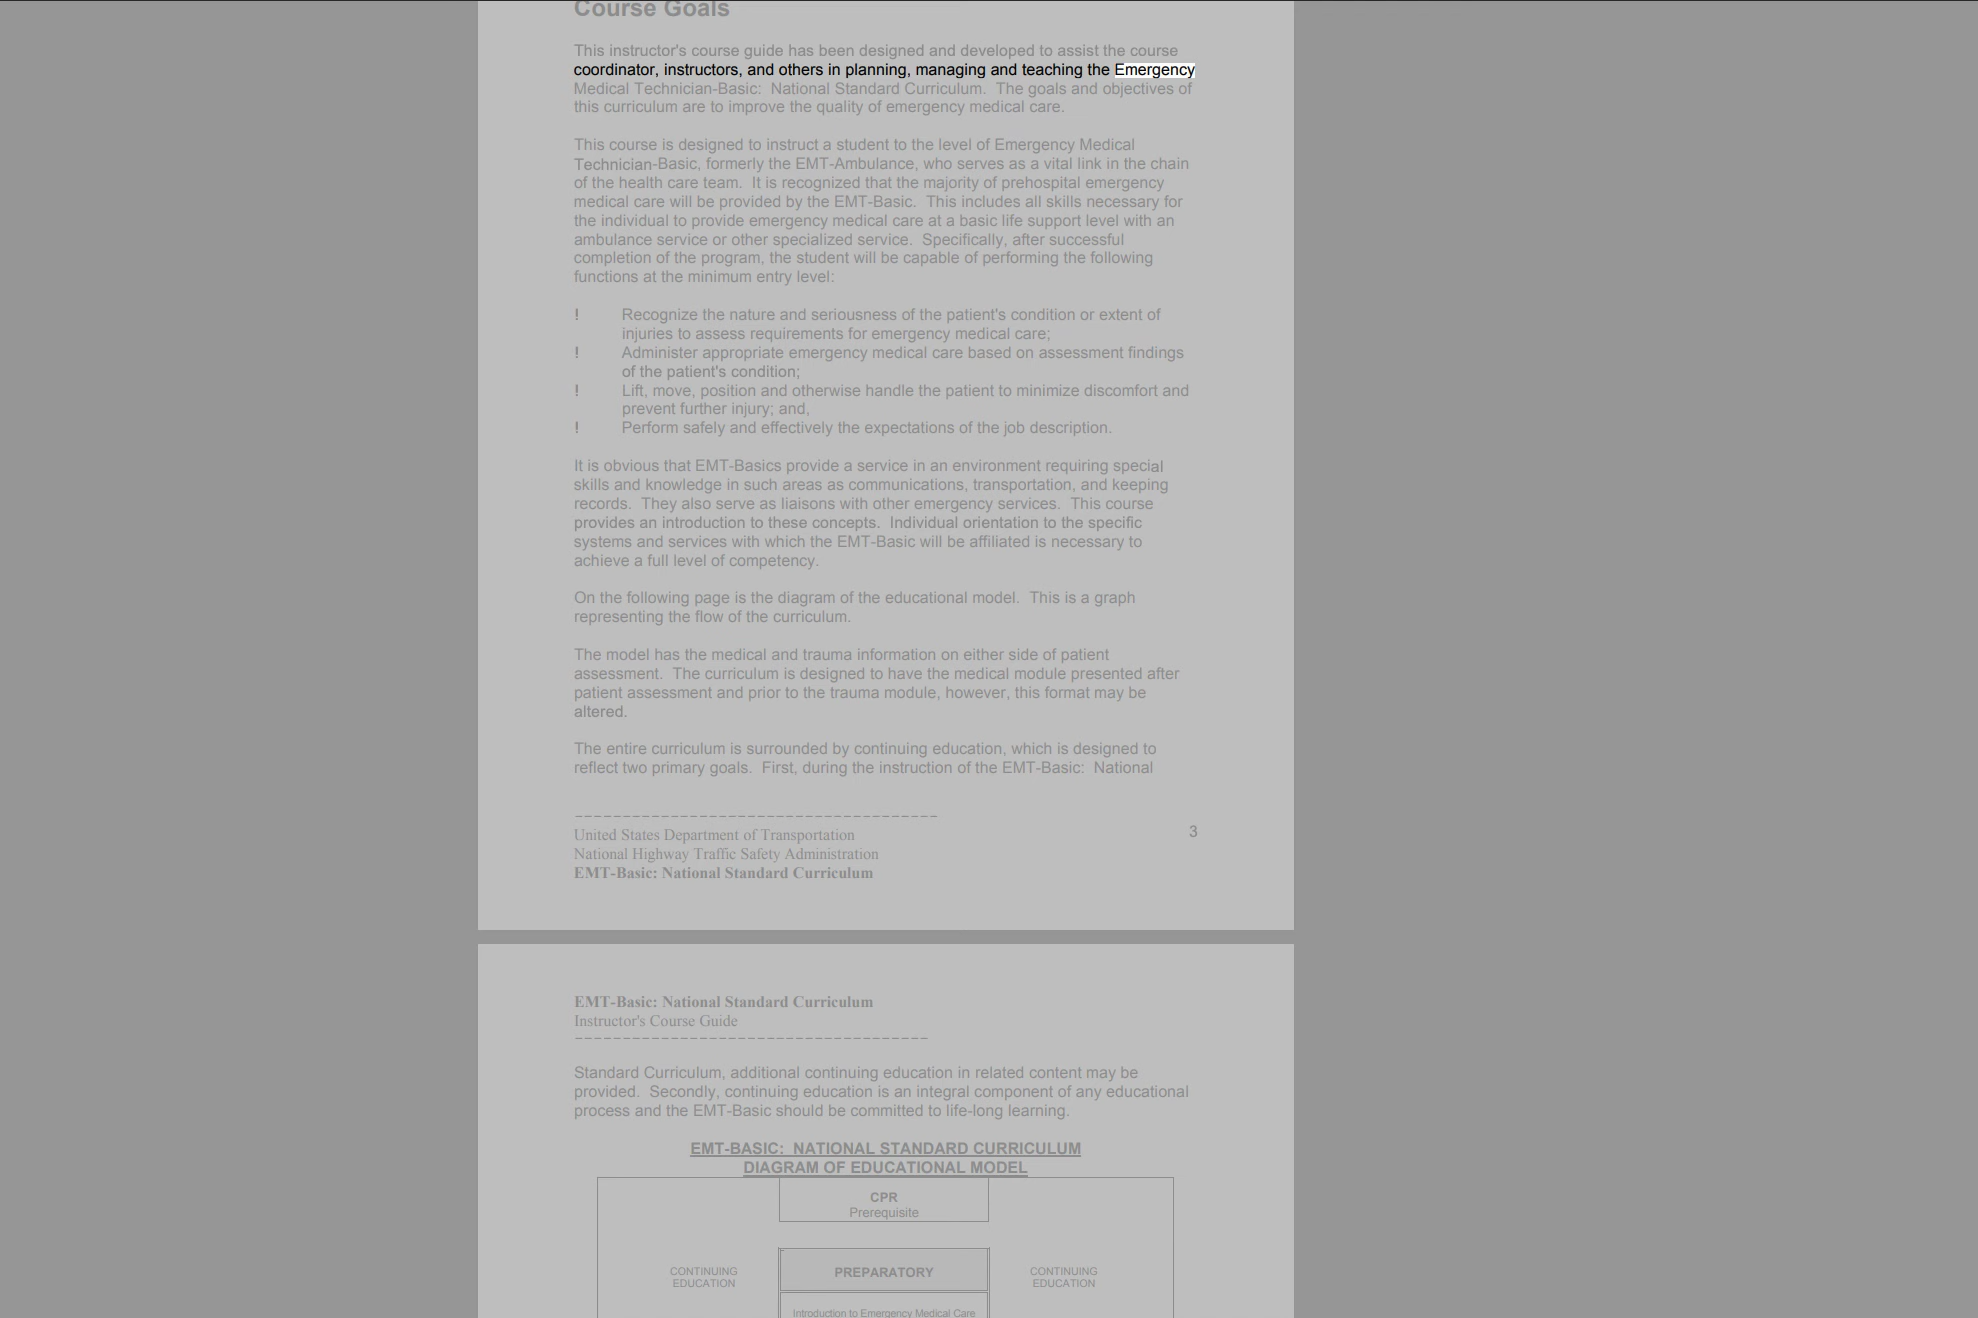 Course Goals
This instructor's course guide has been designed and developed to assist the course
coordinator, instructors, and others in planning, managing and teaching the Emergency
Medical Technician-Basic:  National Standard Curriculum.  The goals and objectives of
this curriculum are to improve the quality of emergency medical care.
This course is designed to instruct a student to the level of Emergency Medical
Technician-Basic, formerly the EMT-Ambulance, who serves as a vital link in the chain
of the health care team.  It is recognized that the majority of prehospital emergency
medical care will be provided by the EMT-Basic.  This includes all skills necessary for
the individual to provide emergency medical care at a basic life support level with an
ambulance service or other specialized service.  Specifically, after successful
completion of the program, the student will be capable of performing the following
functions at the minimum entry level:
! Recognize the nature and seriousness of the patient's condition or extent of
injuries to assess requirements for emergency medical care;
! Administer appropriate emergency medical care based on assessment findings
of the patient's condition;
! Lift, move, position and otherwise handle the patient to minimize discomfort and
prevent further injury; and,
! Perform safely and effectively the expectations of the job description.
It is obvious that EMT-Basics provide a service in an environment requiring special
skills and knowledge in such areas as communications, transportation, and keeping
records.  They also serve as liaisons with other emergency services.  This course
provides an introduction to these concepts.  Individual orientation to the specific
systems and services with which the EMT-Basic will be affiliated is necessary to
achieve a full level of competency.
On the following page is the diagram of the educational model.  This is a graph
representing the flow of the curriculum.
The model has the medical and trauma information on either side of patient
assessment.  The curriculum is designed to have the medical module presented after
patient assessment and prior to the trauma module, however, this format may be
altered.
The entire curriculum is surrounded by continuing education, which is designed to
reflect two primary goals.  First, during the instruction of the EMT-Basic:  National
United States Department of Transportation
3
National Highway Traffic Safety Administration
EMT-Basic: National Standard Curriculum
EMT-Basic: National Standard Curriculum
Instructor's Course Guide
Standard Curriculum, additional continuing education in related content may be
provided.  Secondly, continuing education is an integral component of any educational
process and the EMT-Basic should be committed to life-long learning.
EMT-BASIC:  NATIONAL STANDARD CURRICULUM
DIAGRAM OF EDUCATIONAL MODEL
CPR
Prerequisite
CONTINUING
EDUCATION
PREPARATORY
CONTINUING
EDUCATION
Introduction to Emergency Medical Care